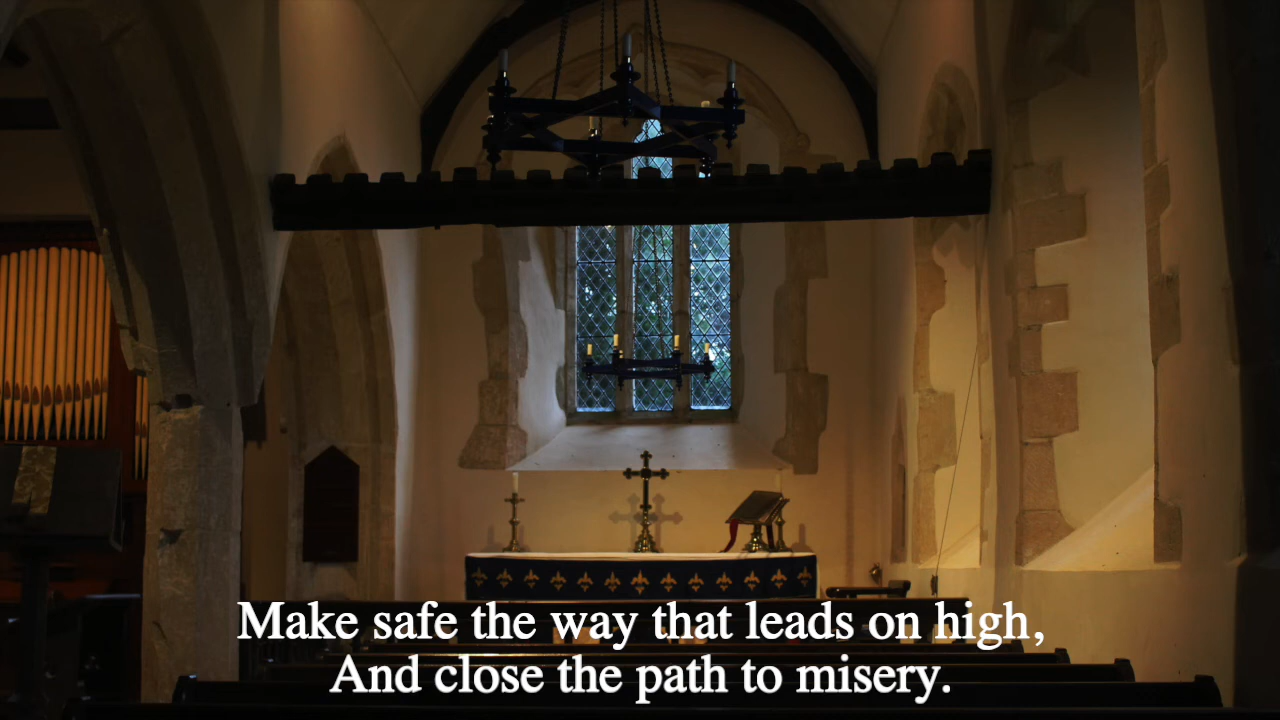 Make safe the way that leads on high,
And close the path to misery.